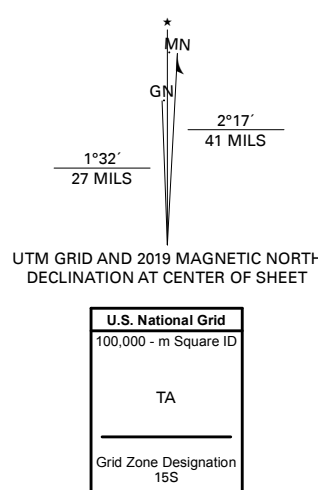 MN
GN
2°17´
41 MILS
1°32´
27 MILS
UTM GRID AND 2019 MAGNETIC NORTH
DECLINATION AT CENTER OF SHEET
U.S. National Grid
100,000 - m Square ID
TA
Grid Zone Designation
15S